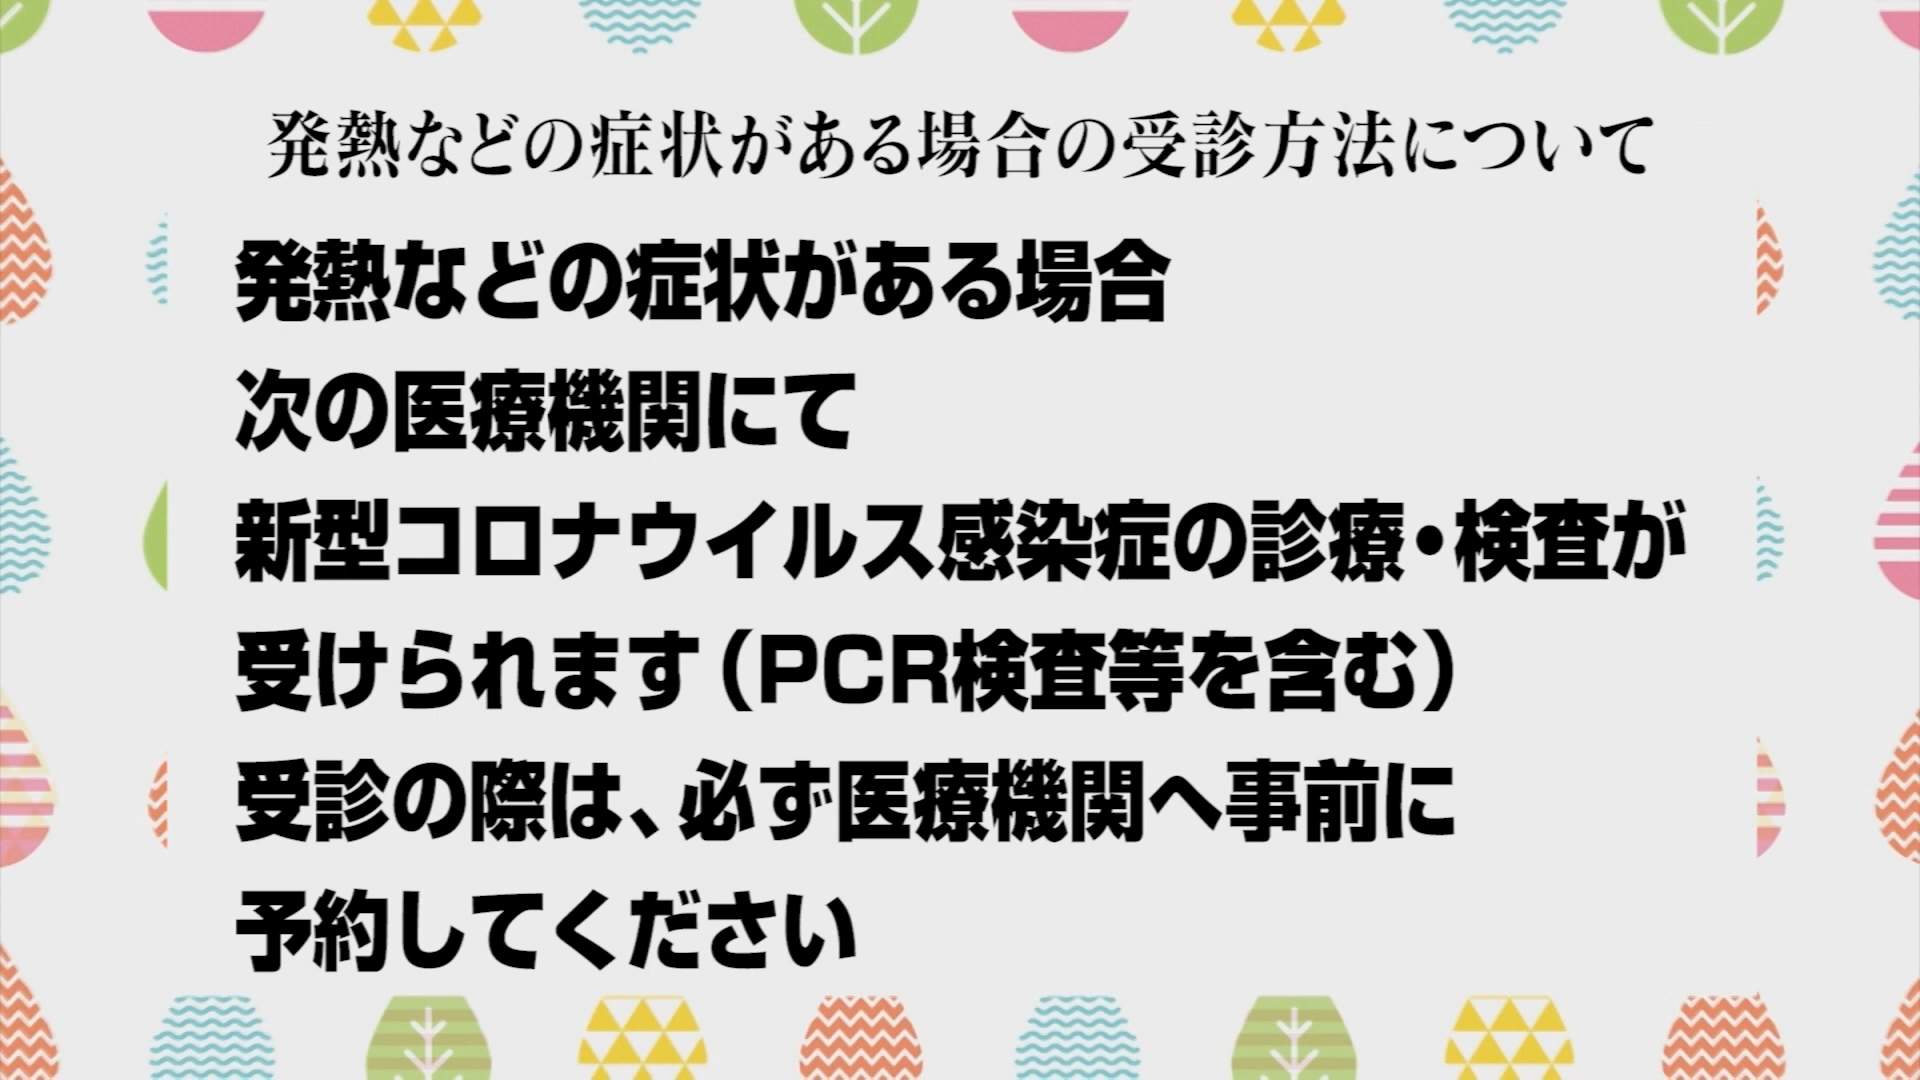 発熱などの症状がある場合の受診方法について
発熱などの症状がある場合
次の医療機関にて
新型コロナウイルス感染症の診療・検査が
受けられます（PCR検査等を含む）
受診の際は、必ず医療機関へ事前に
予約してください